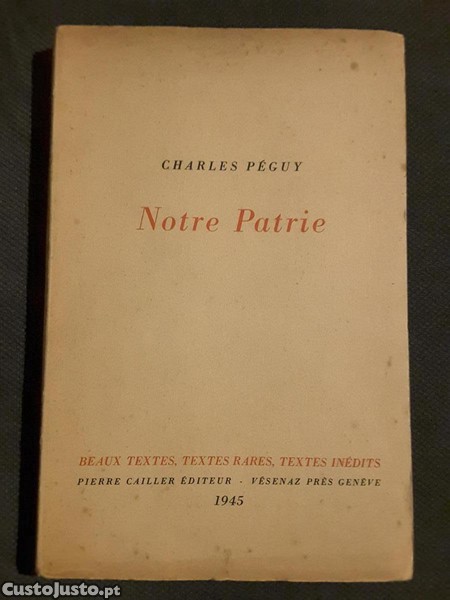 CHARLES PÉGUY
Notre Patrie
BEAUX TEXTES, TEXTES RARES, TEXTES INÉDITS
PIERRE CAILLER ÉDITEUR - VÉSENAZ PRÈS GENÈVE
1945
CustoJusto.pt